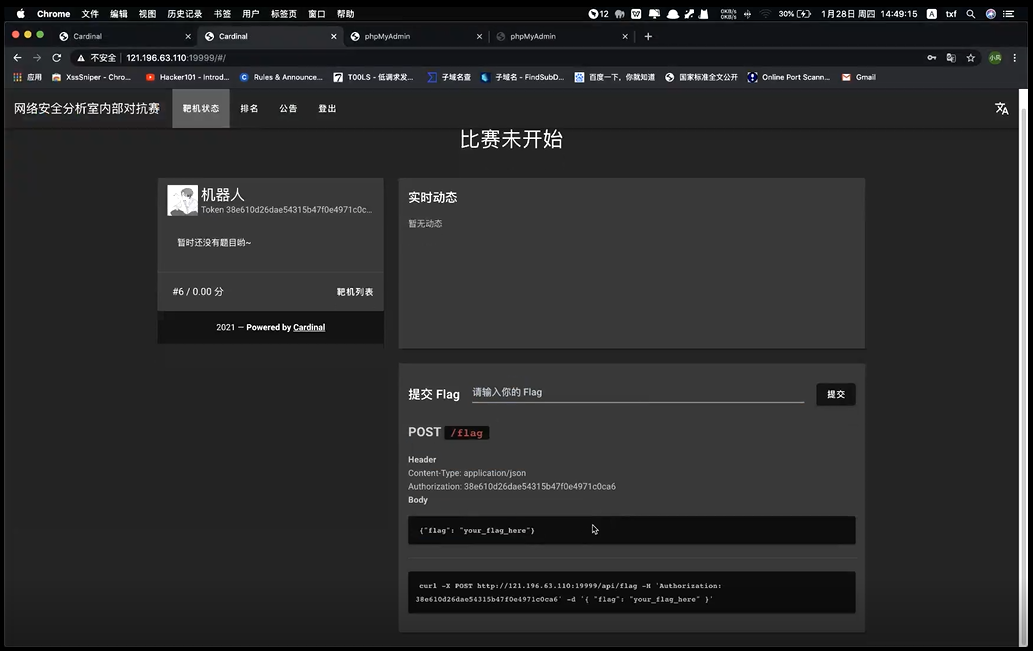 Chrome 文件 编辑 视图 历史记录 书签 用户 标签页 窗口 帮助
12 0KB/s 0KB/s 30% 1月28日 周四 14:49:15 A txf
Cardinal Cardinal phpMyAdmin phpMyAdmin
不安全 121.196.63.110:19999/#/
应用 XssSniper - Chro... Hacker101 - Introd... Rules & Announce... T00LS - 低调求发... 子域名查 子域名 - FindSubD... 百度一下，你就知道 国家标准全文公开 Online Port Scann... Gmail
网络安全分析室内部对抗赛 靶机状态 排名 公告 登出
比赛未开始
机器人
Token 38e610d26dae54315b47f0e4971c0c...
暂时还没有题目哟~
#6 / 0.00 分 靶机列表
2021 — Powered by Cardinal
实时动态
暂无动态
提交 Flag 请输入你的 Flag 提交
POST /flag
Header
Content-Type: application/json
Authorization: 38e610d26dae54315b47f0e4971c0ca6
Body
{"flag": "your_flag_here"}
curl -X POST http://121.196.63.110:19999/api/flag -H 'Authorization:
38e610d26dae54315b47f0e4971c0ca6' -d '{ "flag": "your_flag_here" }'